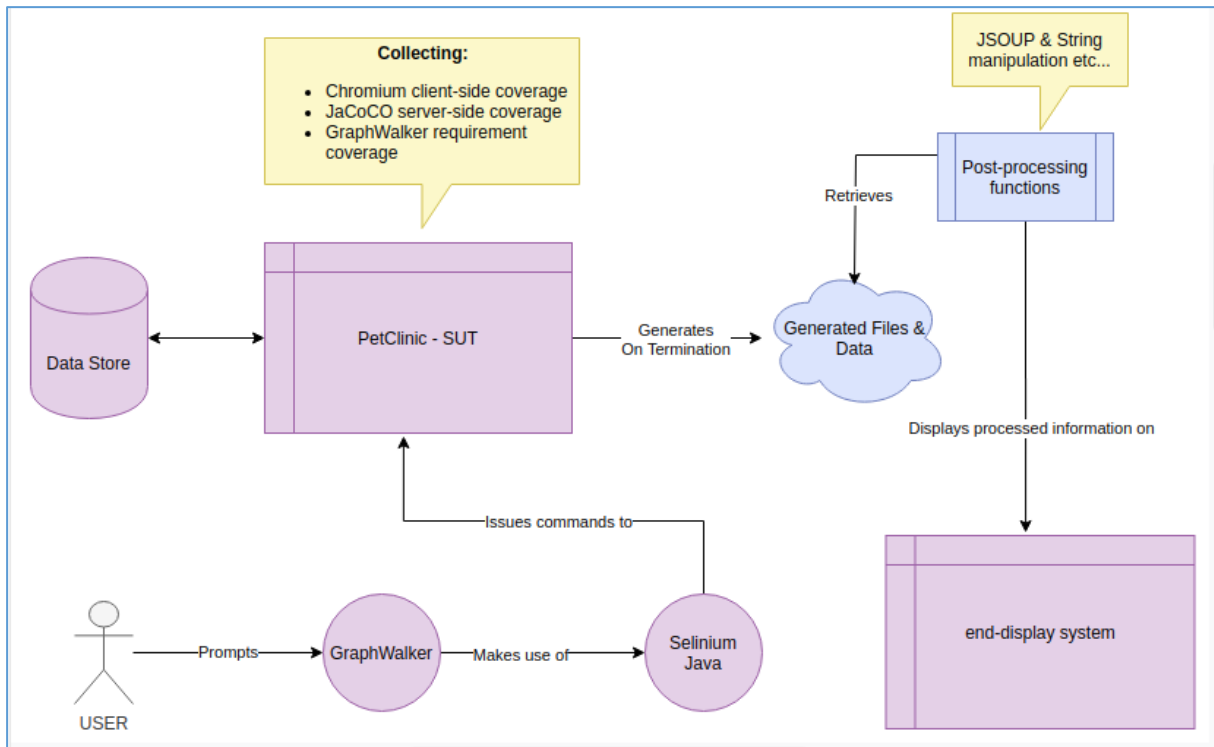 Collecting:
Chromium client-side coverage
JaCoCO server-side coverage
GraphWalker requirement
coverage
JSOUP & String
manipulation etc...
Post-processing
functions
Retrieves
Data Store
PetClinic - SUT
Generates
On Termination
Generated Files &
Data
Displays processed information on
Issues commands to
USER
Prompts
GraphWalker
Makes use of
Selinium
Java
end-display system